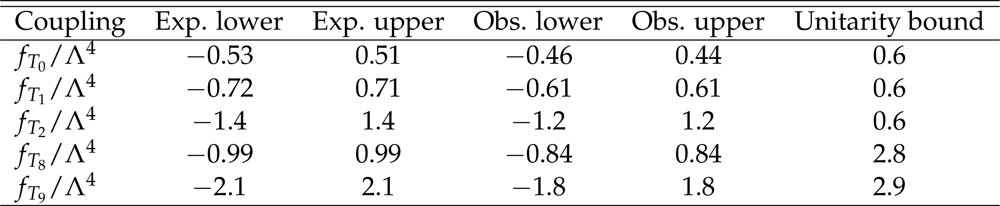 Coupling Exp. lower Exp. upper Obs. lower Obs. upper Unitarity bound
f_{T_0}/Λ^4 −0.53 0.51 −0.46 0.44 0.6
f_{T_1}/Λ^4 −0.72 0.71 −0.61 0.61 0.6
f_{T_2}/Λ^4 −1.4 1.4 −1.2 1.2 0.6
f_{T_8}/Λ^4 −0.99 0.99 −0.84 0.84 2.8
f_{T_9}/Λ^4 −2.1 2.1 −1.8 1.8 2.9